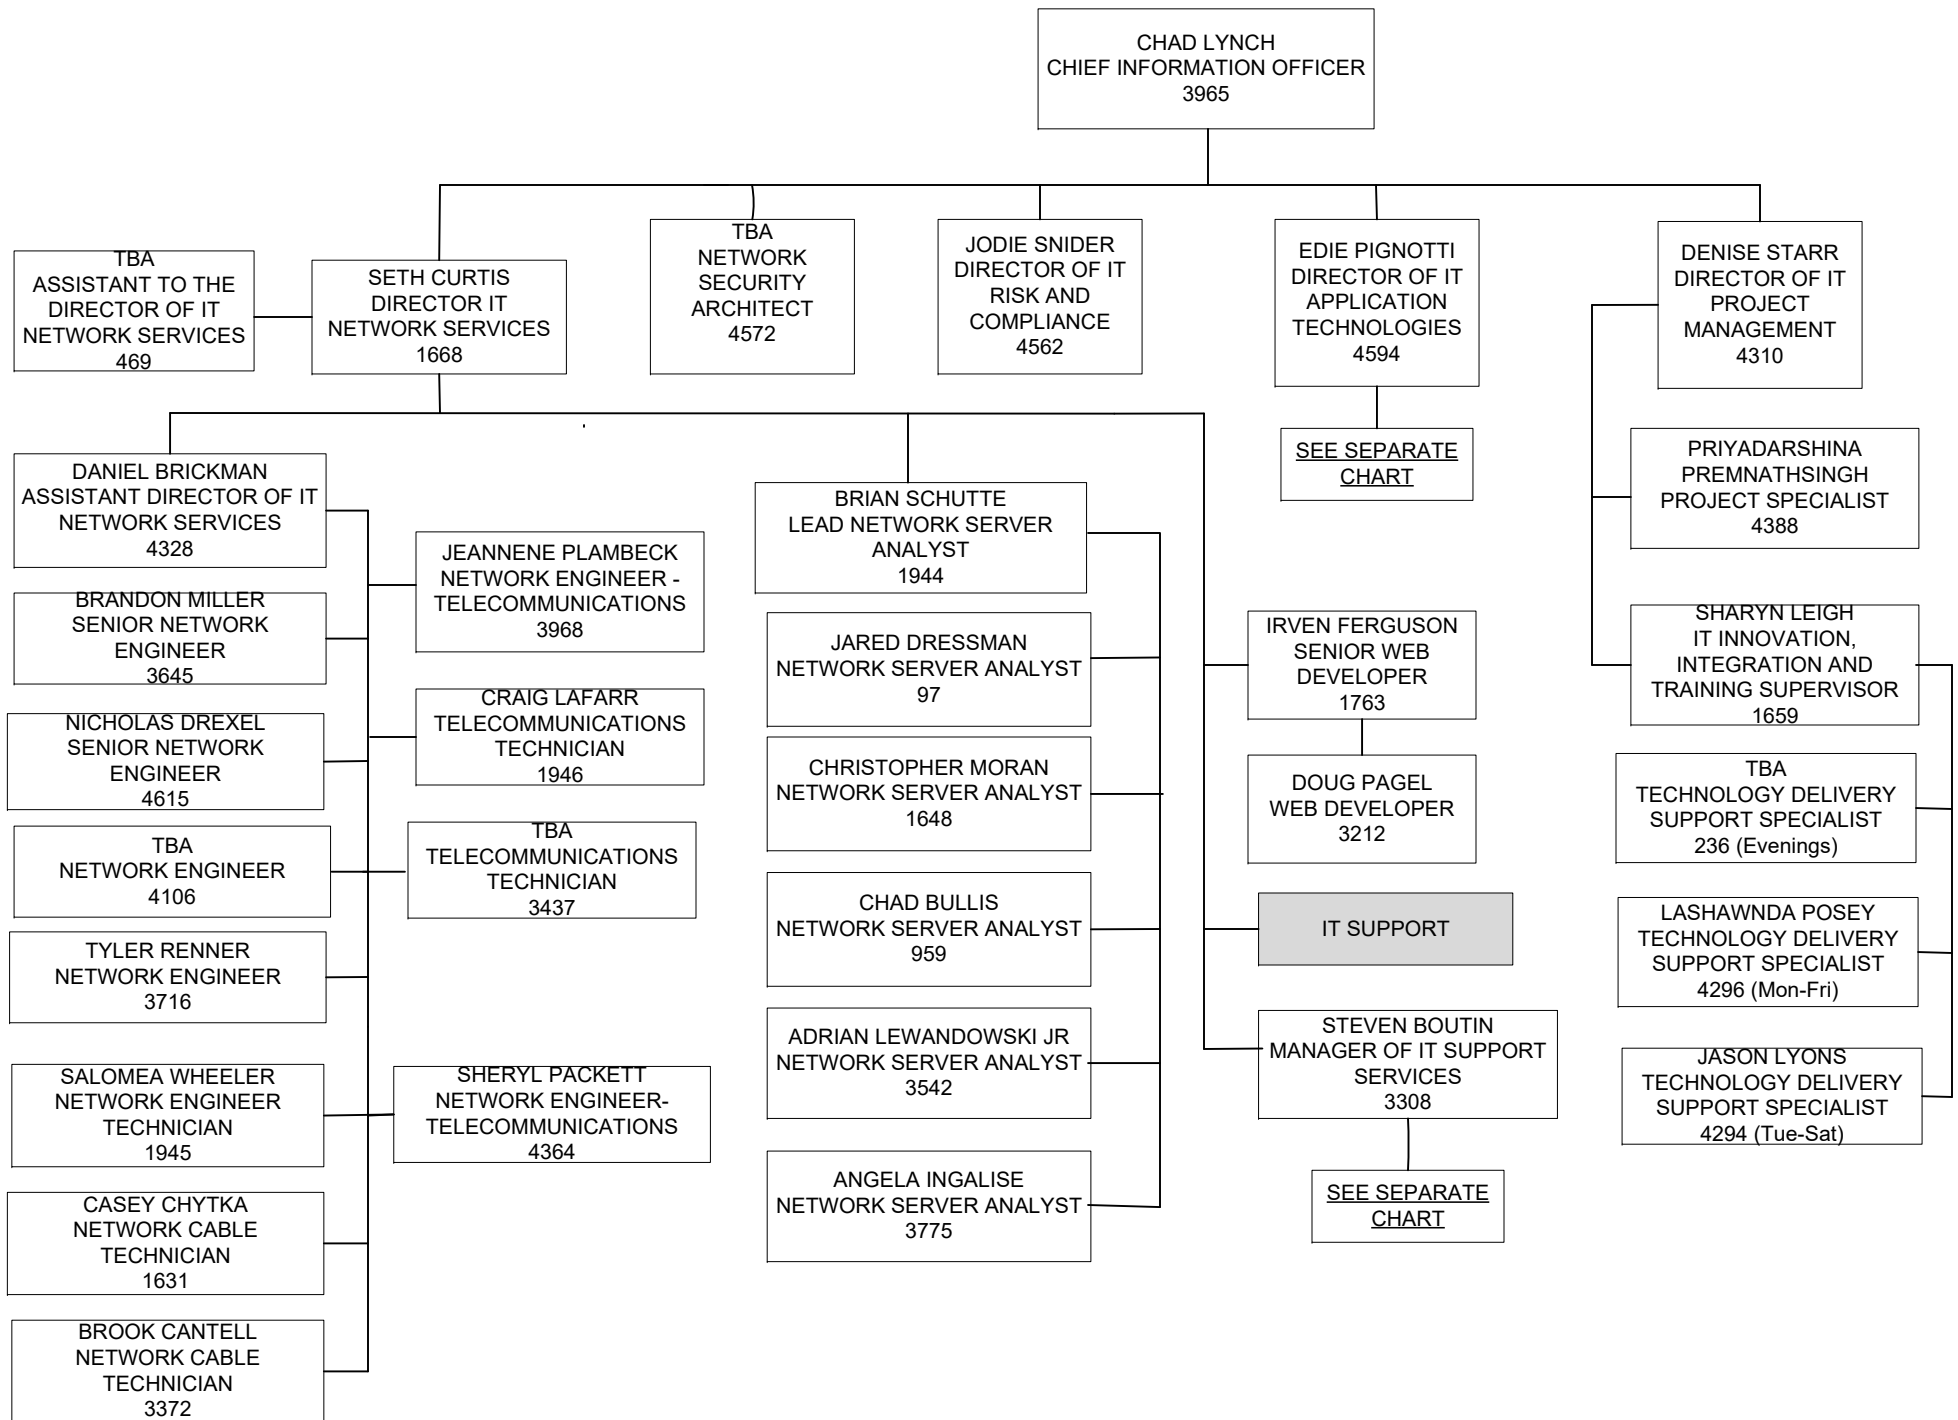 CHAD LYNCH
CHIEF INFORMATION OFFICER
3965
TBA
ASSISTANT TO THE
DIRECTOR OF IT
NETWORK SERVICES
469
SETH CURTIS
DIRECTOR IT
NETWORK SERVICES
1668
TBA
NETWORK
SECURITY
ARCHITECT
4572
JODIE SNIDER
DIRECTOR OF IT
RISK AND
COMPLIANCE
4562
EDIE PIGNOTTI
DIRECTOR OF IT
APPLICATION
TECHNOLOGIES
4594
SEE SEPARATE
CHART
DENISE STARR
DIRECTOR OF IT
PROJECT
MANAGEMENT
4310
DANIEL BRICKMAN
ASSISTANT DIRECTOR OF IT
NETWORK SERVICES
4328
BRANDON MILLER
SENIOR NETWORK
ENGINEER
3645
NICHOLAS DREXEL
SENIOR NETWORK
ENGINEER
4615
TBA
NETWORK ENGINEER
4106
TYLER RENNER
NETWORK ENGINEER
3716
SALOMEA WHEELER
NETWORK ENGINEER
TECHNICIAN
1945
CASEY CHYTKA
NETWORK CABLE
TECHNICIAN
1631
BROOK CANTELL
NETWORK CABLE
TECHNICIAN
3372
JEANNENE PLAMBECK
NETWORK ENGINEER -
TELECOMMUNICATIONS
3968
CRAIG LAFARR
TELECOMMUNICATIONS
TECHNICIAN
1946
TBA
TELECOMMUNICATIONS
TECHNICIAN
3437
SHERYL PACKETT
NETWORK ENGINEER-
TELECOMMUNICATIONS
4364
BRIAN SCHUTTE
LEAD NETWORK SERVER
ANALYST
1944
JARED DRESSMAN
NETWORK SERVER ANALYST
97
CHRISTOPHER MORAN
NETWORK SERVER ANALYST
1648
CHAD BULLIS
NETWORK SERVER ANALYST
959
ADRIAN LEWANDOWSKI JR
NETWORK SERVER ANALYST
3542
ANGELA INGALISE
NETWORK SERVER ANALYST
3775
IRVEN FERGUSON
SENIOR WEB
DEVELOPER
1763
DOUG PAGEL
WEB DEVELOPER
3212
IT SUPPORT
STEVEN BOUTIN
MANAGER OF IT SUPPORT
SERVICES
3308
SEE SEPARATE
CHART
PRIYADARSHINA
PREMNATHSINGH
PROJECT SPECIALIST
4388
SHARYN LEIGH
IT INNOVATION,
INTEGRATION AND
TRAINING SUPERVISOR
1659
TBA
TECHNOLOGY DELIVERY
SUPPORT SPECIALIST
236 (Evenings)
LASHAWNDA POSEY
TECHNOLOGY DELIVERY
SUPPORT SPECIALIST
4296 (Mon-Fri)
JASON LYONS
TECHNOLOGY DELIVERY
SUPPORT SPECIALIST
4294 (Tue-Sat)